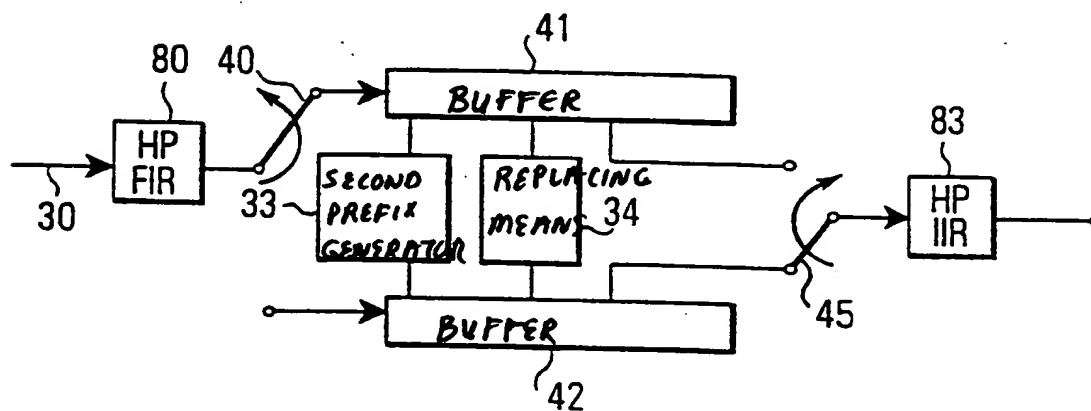 41
80
40
BUFFER
83
HP
FIR
SECOND
PREFIX
GENERATOR
REPLACING
MEANS
34
HP
IIR
30
33
45
BUFFER
42